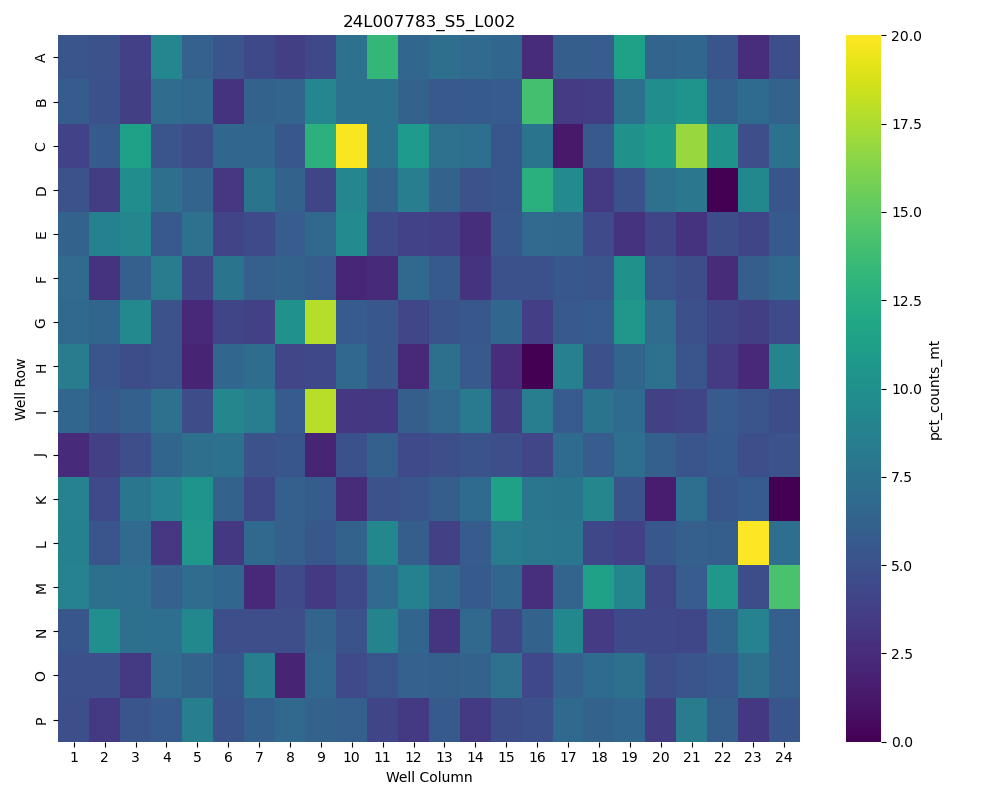 24L007783_S5_L002
Well Row
A
B
C
D
E
F
G
H
I
J
K
L
M
N
O
P
1 2 3 4 5 6 7 8 9 10 11 12 13 14 15 16 17 18 19 20 21 22 23 24
Well Column
20.0
17.5
15.0
12.5
10.0
7.5
5.0
2.5
0.0
pct_counts_mt